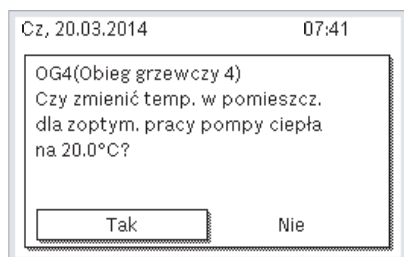 Cz, 20.03.2014 07:41
OG4(Obieg grzewczy 4)
Czy zmienić temp. w pomieszcz.
dla zoptym. pracy pompy ciepła
na 20.0°C?
Tak Nie